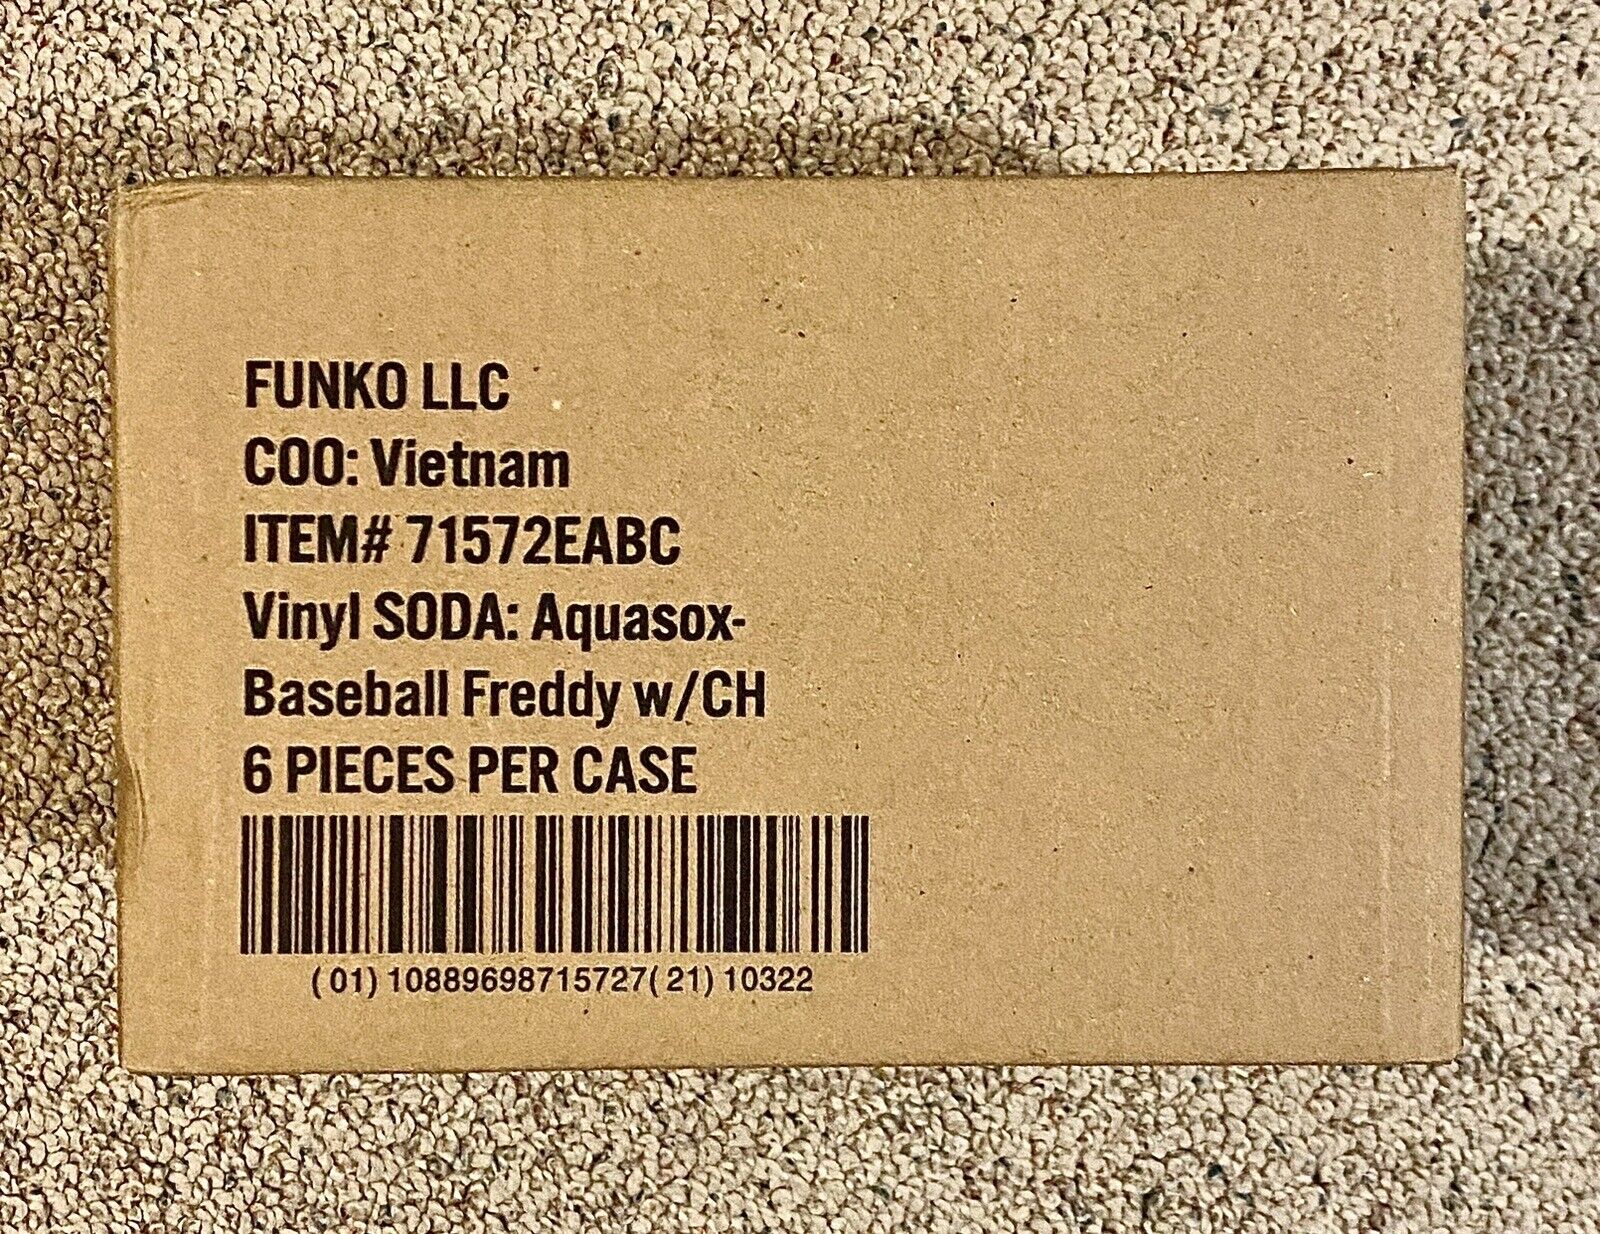 FUNKO LLC
COO: Vietnam
ITEM# 71572EABC
Vinyl SODA: Aquasox-
Baseball Freddy w/CH
6 PIECES PER CASE
(01) 10889698715727(21) 10322